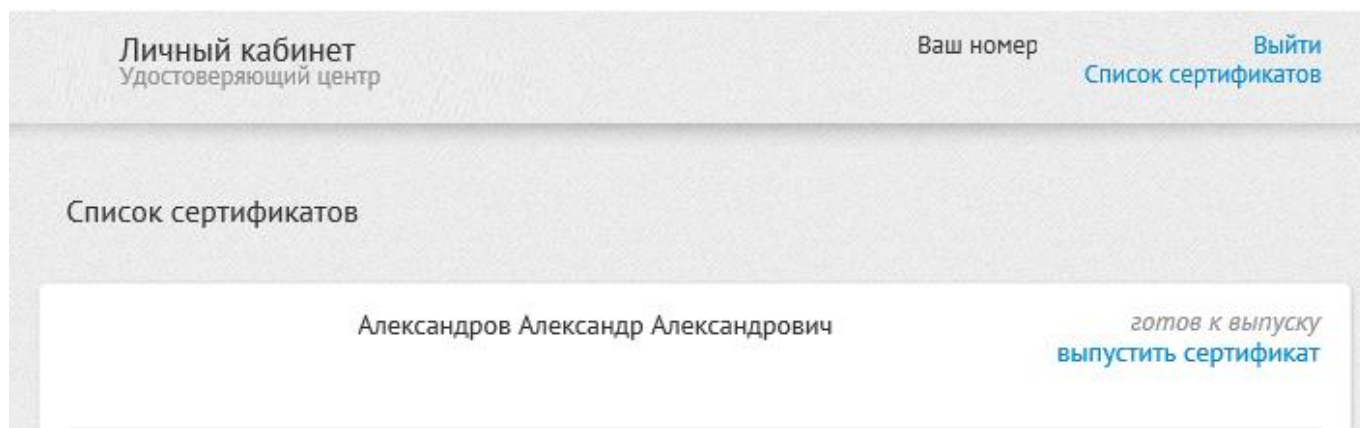 Личный кабинет
Удостоверяющий центр
Ваш номер
Выйти
Список сертификатов
Список сертификатов
Александров Александр Александрович
готов к выпуску
выпустить сертификат